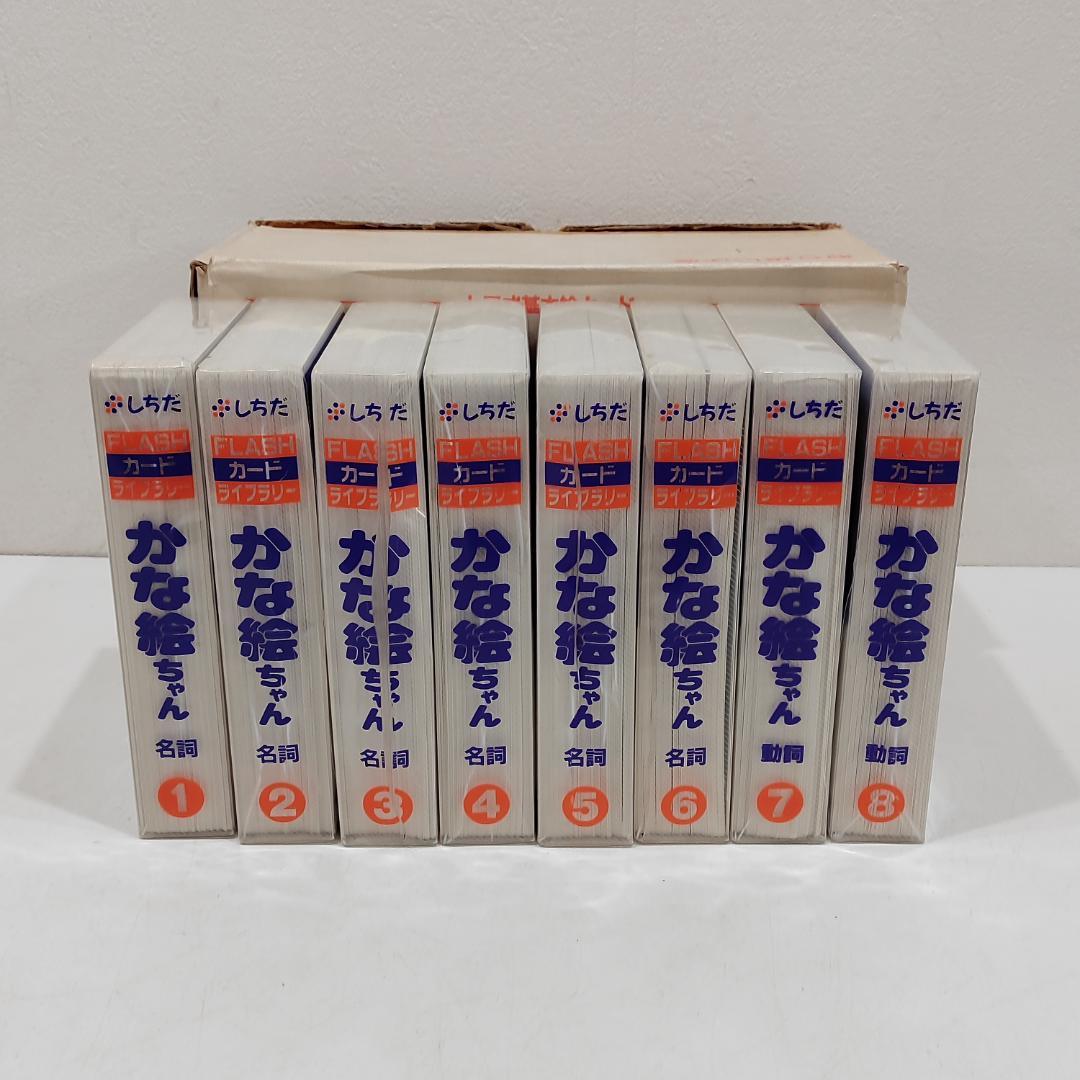 しちだ
FLASH
カード
ライブラリー
かな絵ちゃん
名詞
1
しちだ
FLASH
カード
ライブラリー
かな絵ちゃん
名詞
2
しちだ
FLASH
カード
ライブラリー
かな絵ちゃん
名詞
3
しちだ
FLASH
カード
ライブラリー
かな絵ちゃん
名詞
4
しちだ
FLASH
カード
ライブラリー
かな絵ちゃん
名詞
5
しちだ
FLASH
カード
ライブラリー
かな絵ちゃん
名詞
6
しちだ
FLASH
カード
ライブラリー
かな絵ちゃん
動詞
7
しちだ
FLASH
カード
ライブラリー
かな絵ちゃん
動詞
8